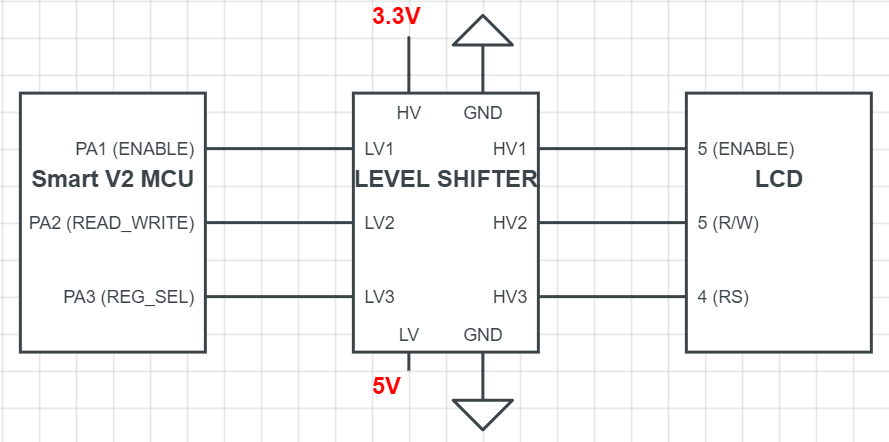 3.3V
HV GND
PA1 (ENABLE) LV1 HV1 5 (ENABLE)
Smart V2 MCU LEVEL SHIFTER LCD
PA2 (READ_WRITE) LV2 HV2 5 (R/W)
PA3 (REG_SEL) LV3 HV3 4 (RS)
LV GND
5V